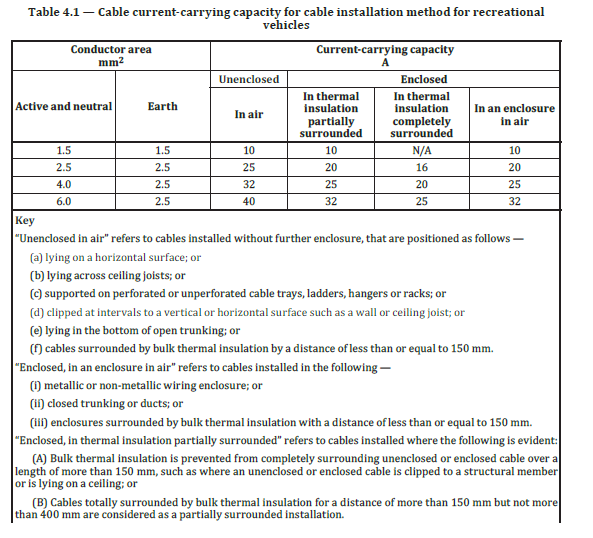 Table 4.1 — Cable current-carrying capacity for cable installation method for recreational
vehicles
Conductor area
mm²
Current-carrying capacity
A
Unenclosed
Enclosed
Active and neutral
Earth
In air
In thermal
insulation
partially
surrounded
In thermal
insulation
completely
surrounded
In an enclosure
in air
1.5 1.5 10 10 N/A 10
2.5 2.5 25 20 16 20
4.0 2.5 32 25 20 25
6.0 2.5 40 32 25 32
Key
"Unenclosed in air" refers to cables installed without further enclosure, that are positioned as follows —
(a) lying on a horizontal surface; or
(b) lying across ceiling joists; or
(c) supported on perforated or unperforated cable trays, ladders, hangers or racks; or
(d) clipped at intervals to a vertical or horizontal surface such as a wall or ceiling joist; or
(e) lying in the bottom of open trunking; or
(f) cables surrounded by bulk thermal insulation by a distance of less than or equal to 150 mm.
"Enclosed, in an enclosure in air" refers to cables installed in the following —
(i) metallic or non-metallic wiring enclosure; or
(ii) closed trunking or ducts; or
(iii) enclosures surrounded by bulk thermal insulation with a distance of less than or equal to 150 mm.
"Enclosed, in thermal insulation partially surrounded" refers to cables installed where the following is evident:
(A) Bulk thermal insulation is prevented from completely surrounding unenclosed or enclosed cable over a
length of more than 150 mm, such as where an unenclosed or enclosed cable is clipped to a structural member
or is lying on a ceiling; or
(B) Cables totally surrounded by bulk thermal insulation for a distance of more than 150 mm but not more
than 400 mm are considered as a partially surrounded installation.